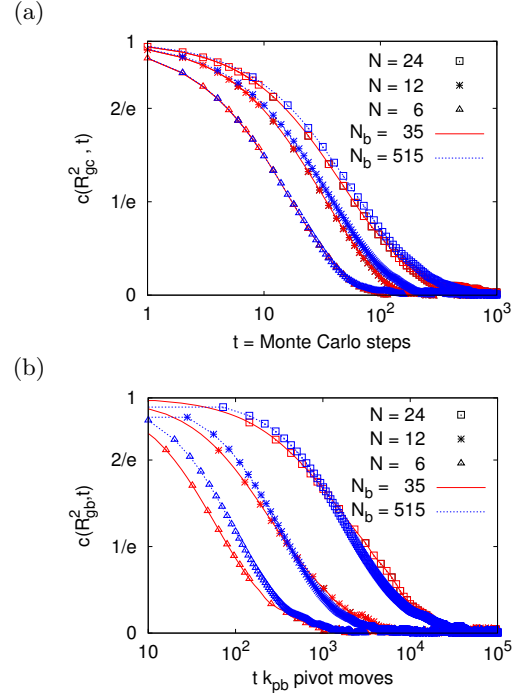 (a)
c(R²gc , t)
1
2/e
1/e
0
N = 24
N = 12
N = 6
Nb = 35
Nb = 515
1 10 10² 10³
t = Monte Carlo steps
(b)
c(R²gb,t)
1
2/e
1/e
0
N = 24
N = 12
N = 6
Nb = 35
Nb = 515
10 10² 10³ 10⁴ 10⁵
t kpb pivot moves